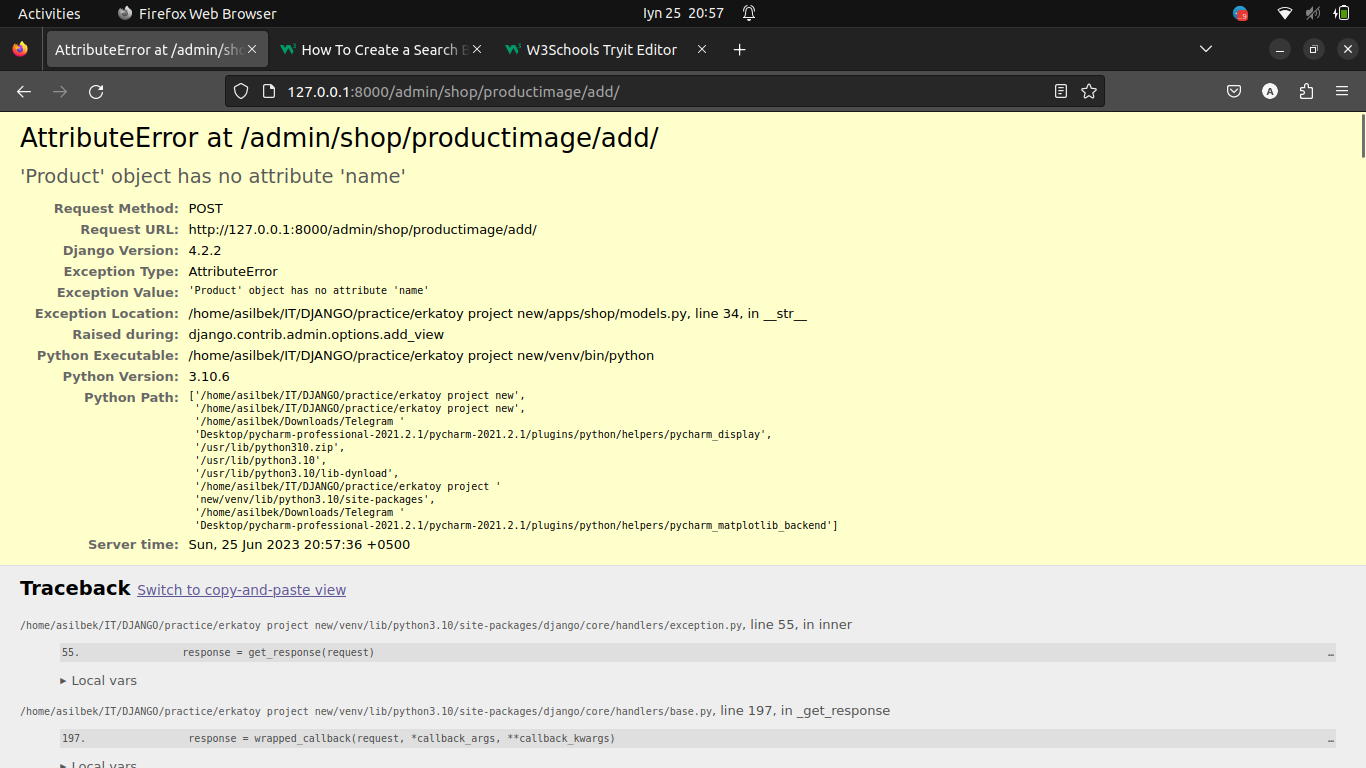 Activities
Firefox Web Browser
Iyn 25 20:57
9
AttributeError at /admin/sho
How To Create a Search B
W3Schools Tryit Editor
127.0.0.1:8000/admin/shop/productimage/add/
A
AttributeError at /admin/shop/productimage/add/
'Product' object has no attribute 'name'
Request Method: POST
Request URL: http://127.0.0.1:8000/admin/shop/productimage/add/
Django Version: 4.2.2
Exception Type: AttributeError
Exception Value: 'Product' object has no attribute 'name'
Exception Location: /home/asilbek/IT/DJANGO/practice/erkatoy project new/apps/shop/models.py, line 34, in __str__
Raised during: django.contrib.admin.options.add_view
Python Executable: /home/asilbek/IT/DJANGO/practice/erkatoy project new/venv/bin/python
Python Version: 3.10.6
Python Path: ['/home/asilbek/IT/DJANGO/practice/erkatoy project new',
'/home/asilbek/IT/DJANGO/practice/erkatoy project new',
'/home/asilbek/Downloads/Telegram '
'Desktop/pycharm-professional-2021.2.1/pycharm-2021.2.1/plugins/python/helpers/pycharm_display',
'/usr/lib/python310.zip',
'/usr/lib/python3.10',
'/usr/lib/python3.10/lib-dynload',
'/home/asilbek/IT/DJANGO/practice/erkatoy project '
'new/venv/lib/python3.10/site-packages',
'/home/asilbek/Downloads/Telegram '
'Desktop/pycharm-professional-2021.2.1/pycharm-2021.2.1/plugins/python/helpers/pycharm_matplotlib_backend']
Server time: Sun, 25 Jun 2023 20:57:36 +0500
Traceback Switch to copy-and-paste view
/home/asilbek/IT/DJANGO/practice/erkatoy project new/venv/lib/python3.10/site-packages/django/core/handlers/exception.py, line 55, in inner
55. response = get_response(request) …
▸ Local vars
/home/asilbek/IT/DJANGO/practice/erkatoy project new/venv/lib/python3.10/site-packages/django/core/handlers/base.py, line 197, in _get_response
197. response = wrapped_callback(request, *callback_args, **callback_kwargs) …
▸ Local vars